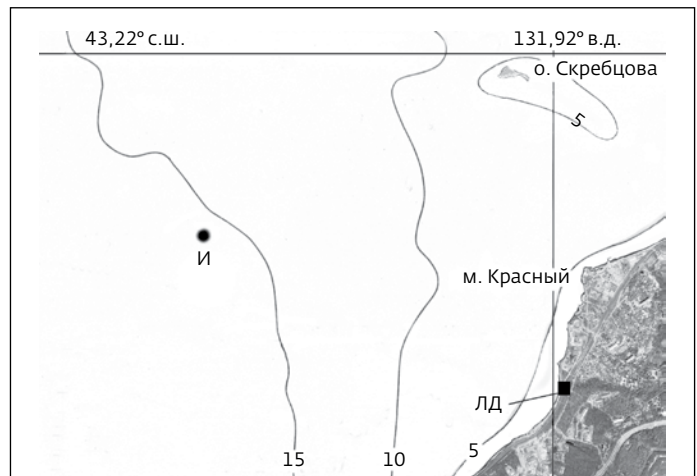 43,22° с.ш. 131,92° в.д.
о. Скребцова
5
И
м. Красный
ЛД
5
15 10